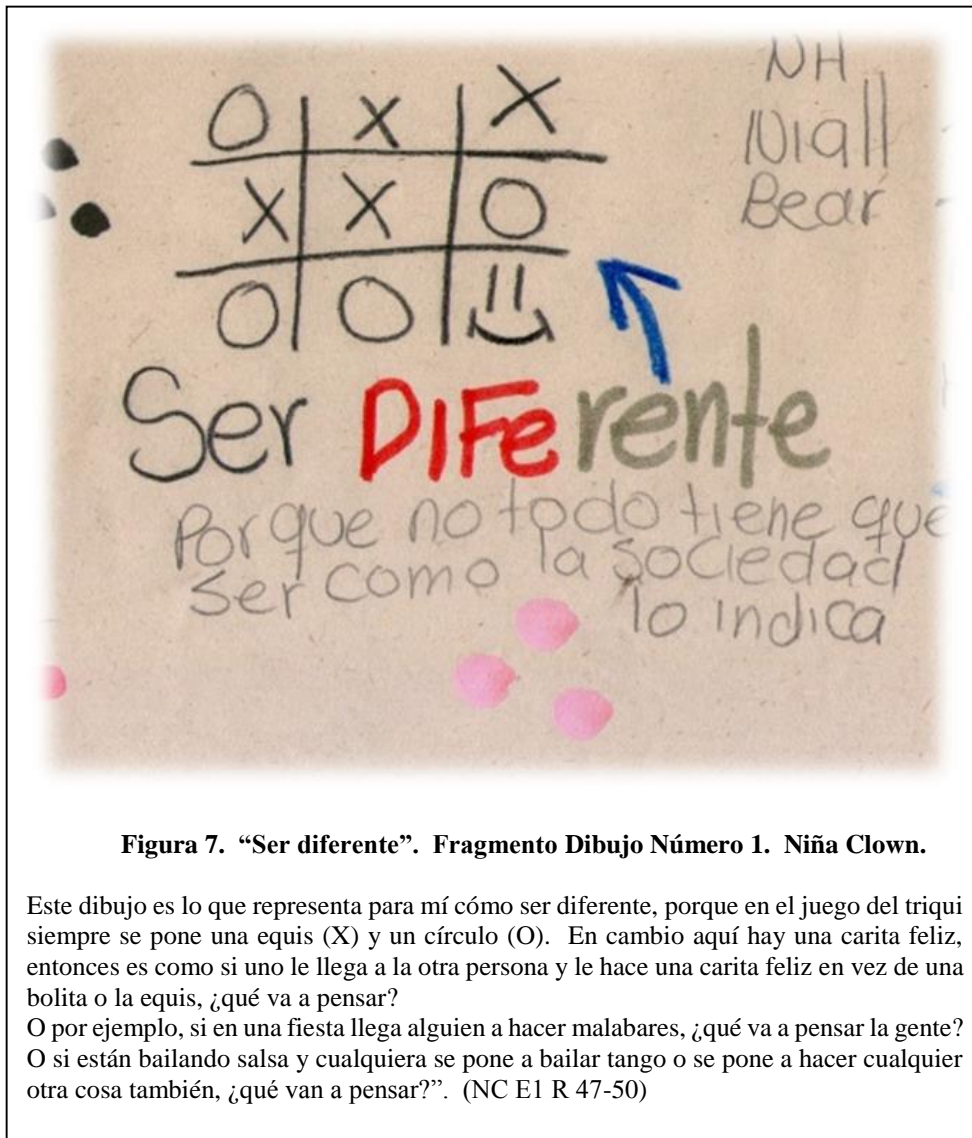 NH
Niall
Bear
O X X
X X O
O O
Ser DIFerente
Porque no todo tiene que
ser como la sociedad
lo indica
Figura 7. “Ser diferente”. Fragmento Dibujo Número 1. Niña Clown.
Este dibujo es lo que representa para mí cómo ser diferente, porque en el juego del triqui
siempre se pone una equis (X) y un círculo (O). En cambio aquí hay una carita feliz,
entonces es como si uno le llega a la otra persona y le hace una carita feliz en vez de una
bolita o la equis, ¿qué va a pensar?
O por ejemplo, si en una fiesta llega alguien a hacer malabares, ¿qué va a pensar la gente?
O si están bailando salsa y cualquiera se pone a bailar tango o se pone a hacer cualquier
otra cosa también, ¿qué van a pensar?”. (NC E1 R 47-50)